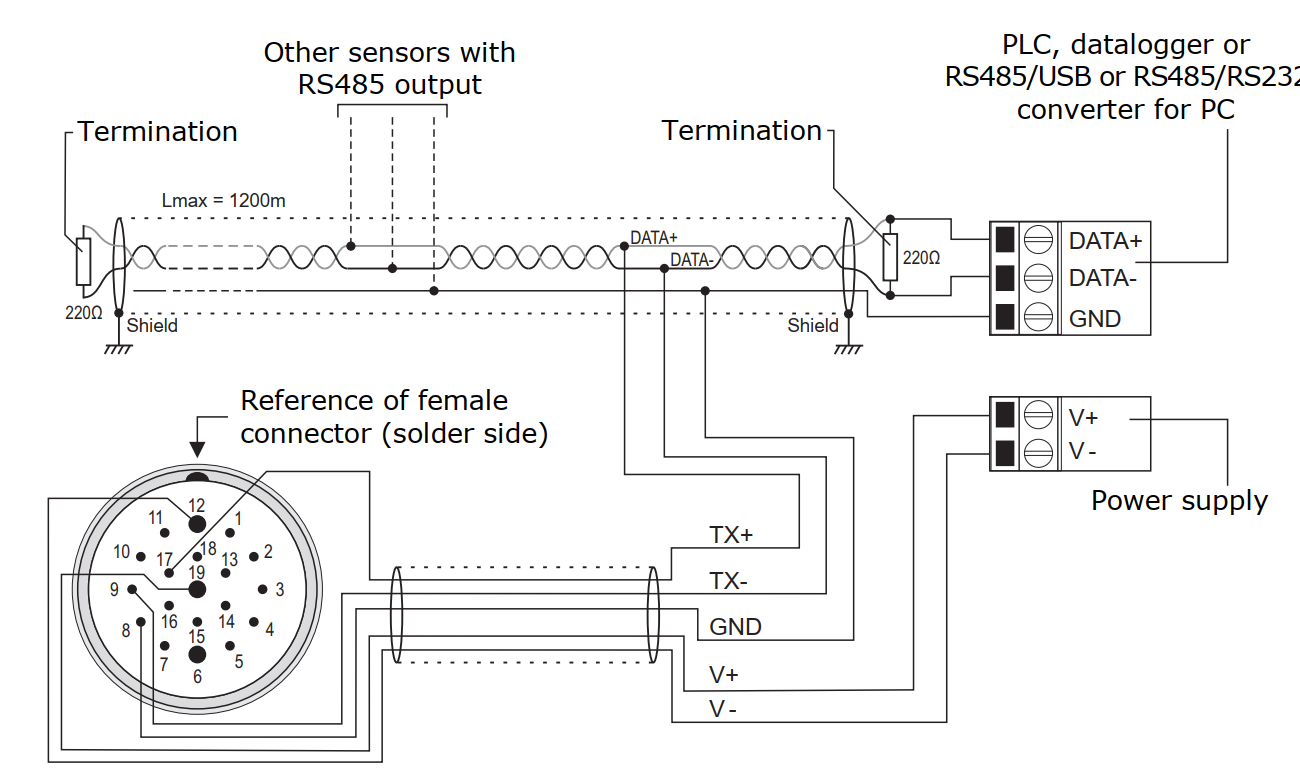 Other sensors with
RS485 output
PLC, datalogger or
RS485/USB or RS485/RS232
converter for PC
Termination
Termination
Lmax = 1200m
DATA+
DATA-
220Ω
220Ω
Shield
Shield
DATA+
DATA-
GND
Reference of female
connector (solder side)
V+
V-
Power supply
12
11
1
10
17
18
13
2
9
19
3
8
16
15
14
4
7
6
5
TX+
TX-
GND
V+
V-